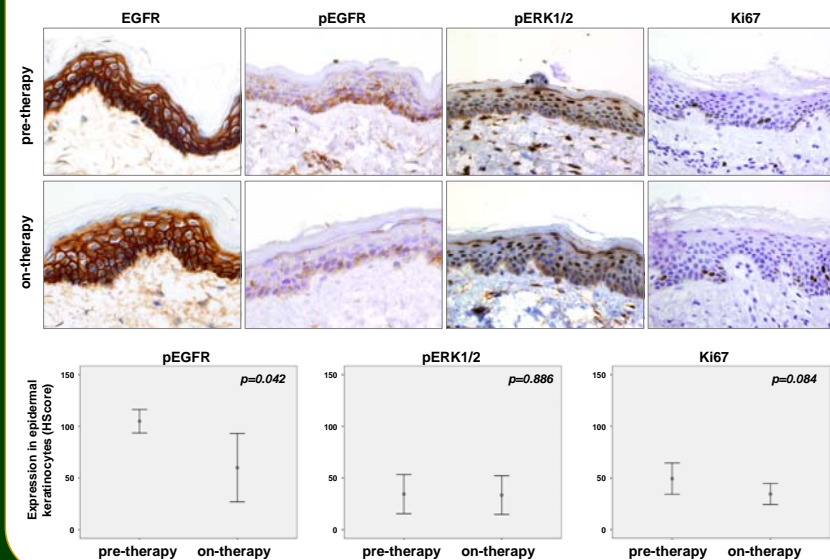 EGFR pEGFR pERK1/2 Ki67
pre-therapy
on-therapy
pEGFR pERK1/2 Ki67
Expression in epidermal
keratinocytes (HScore)
150
100
50
0
p=0.042
pre-therapy on-therapy
150
100
50
0
p=0.886
pre-therapy on-therapy
150
100
50
0
p=0.084
pre-therapy on-therapy